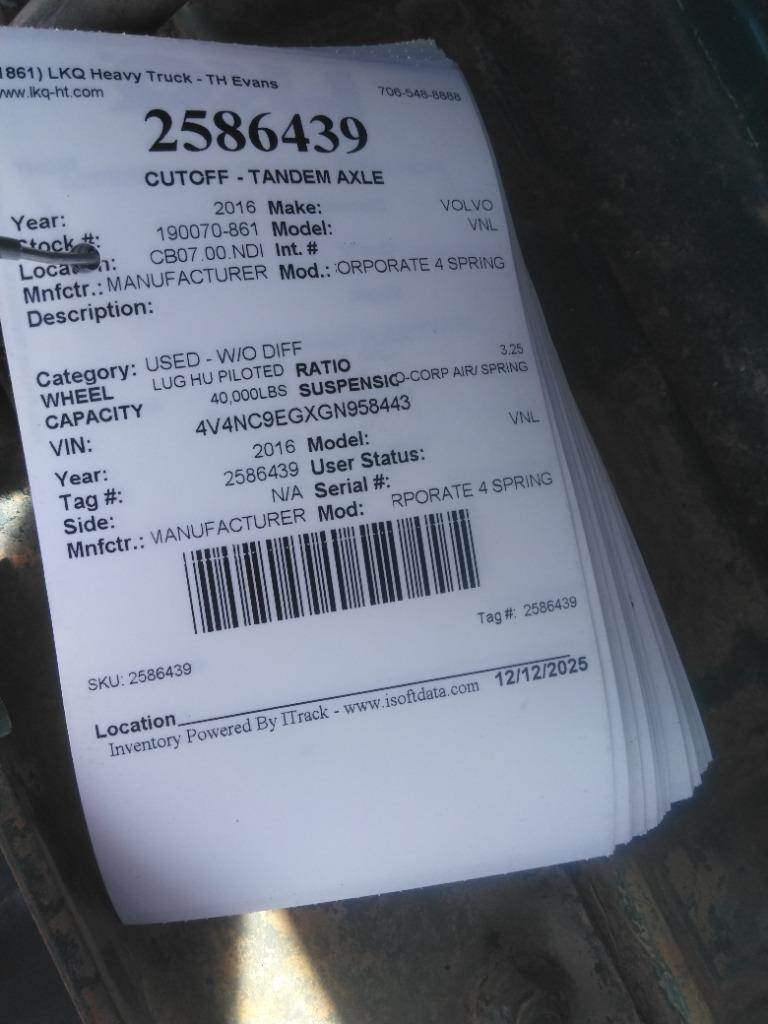 1861) LKQ Heavy Truck - TH Evans
www.lkq-ht.com 706-548-8888
2586439
CUTOFF - TANDEM AXLE
Year: 2016 Make: VOLVO
Stock #: 190070-861 Model: VNL
Location: CB07.00.NDI Int. #
Mnfctr.: MANUFACTURER Mod.: ORPORATE 4 SPRING
Description:
Category: USED - W/O DIFF
WHEEL LUG HU PILOTED RATIO 3.25
CAPACITY 40,000LBS SUSPENSIO O-CORP AIR/ SPRING
VIN: 4V4NC9EGXGN958443
Year: 2016 Model: VNL
Tag #: 2586439 User Status:
Side: N/A Serial #:
Mnfctr.: MANUFACTURER Mod: RPORATE 4 SPRING
Tag #: 2586439
SKU: 2586439
Location 12/12/2025
Inventory Powered By ITrack - www.isoftdata.com